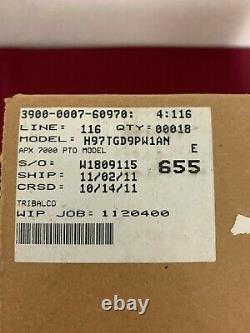 3900-0007-60970: 4:116
LINE: 116 QTY: 00018
MODEL: H97TGD9PW1AN
APX 7000 PTO MODEL E
S/O: W1809115 655
SHIP: 11/02/11
CRSD: 10/14/11
TRIBALCO
WIP JOB: 1120400